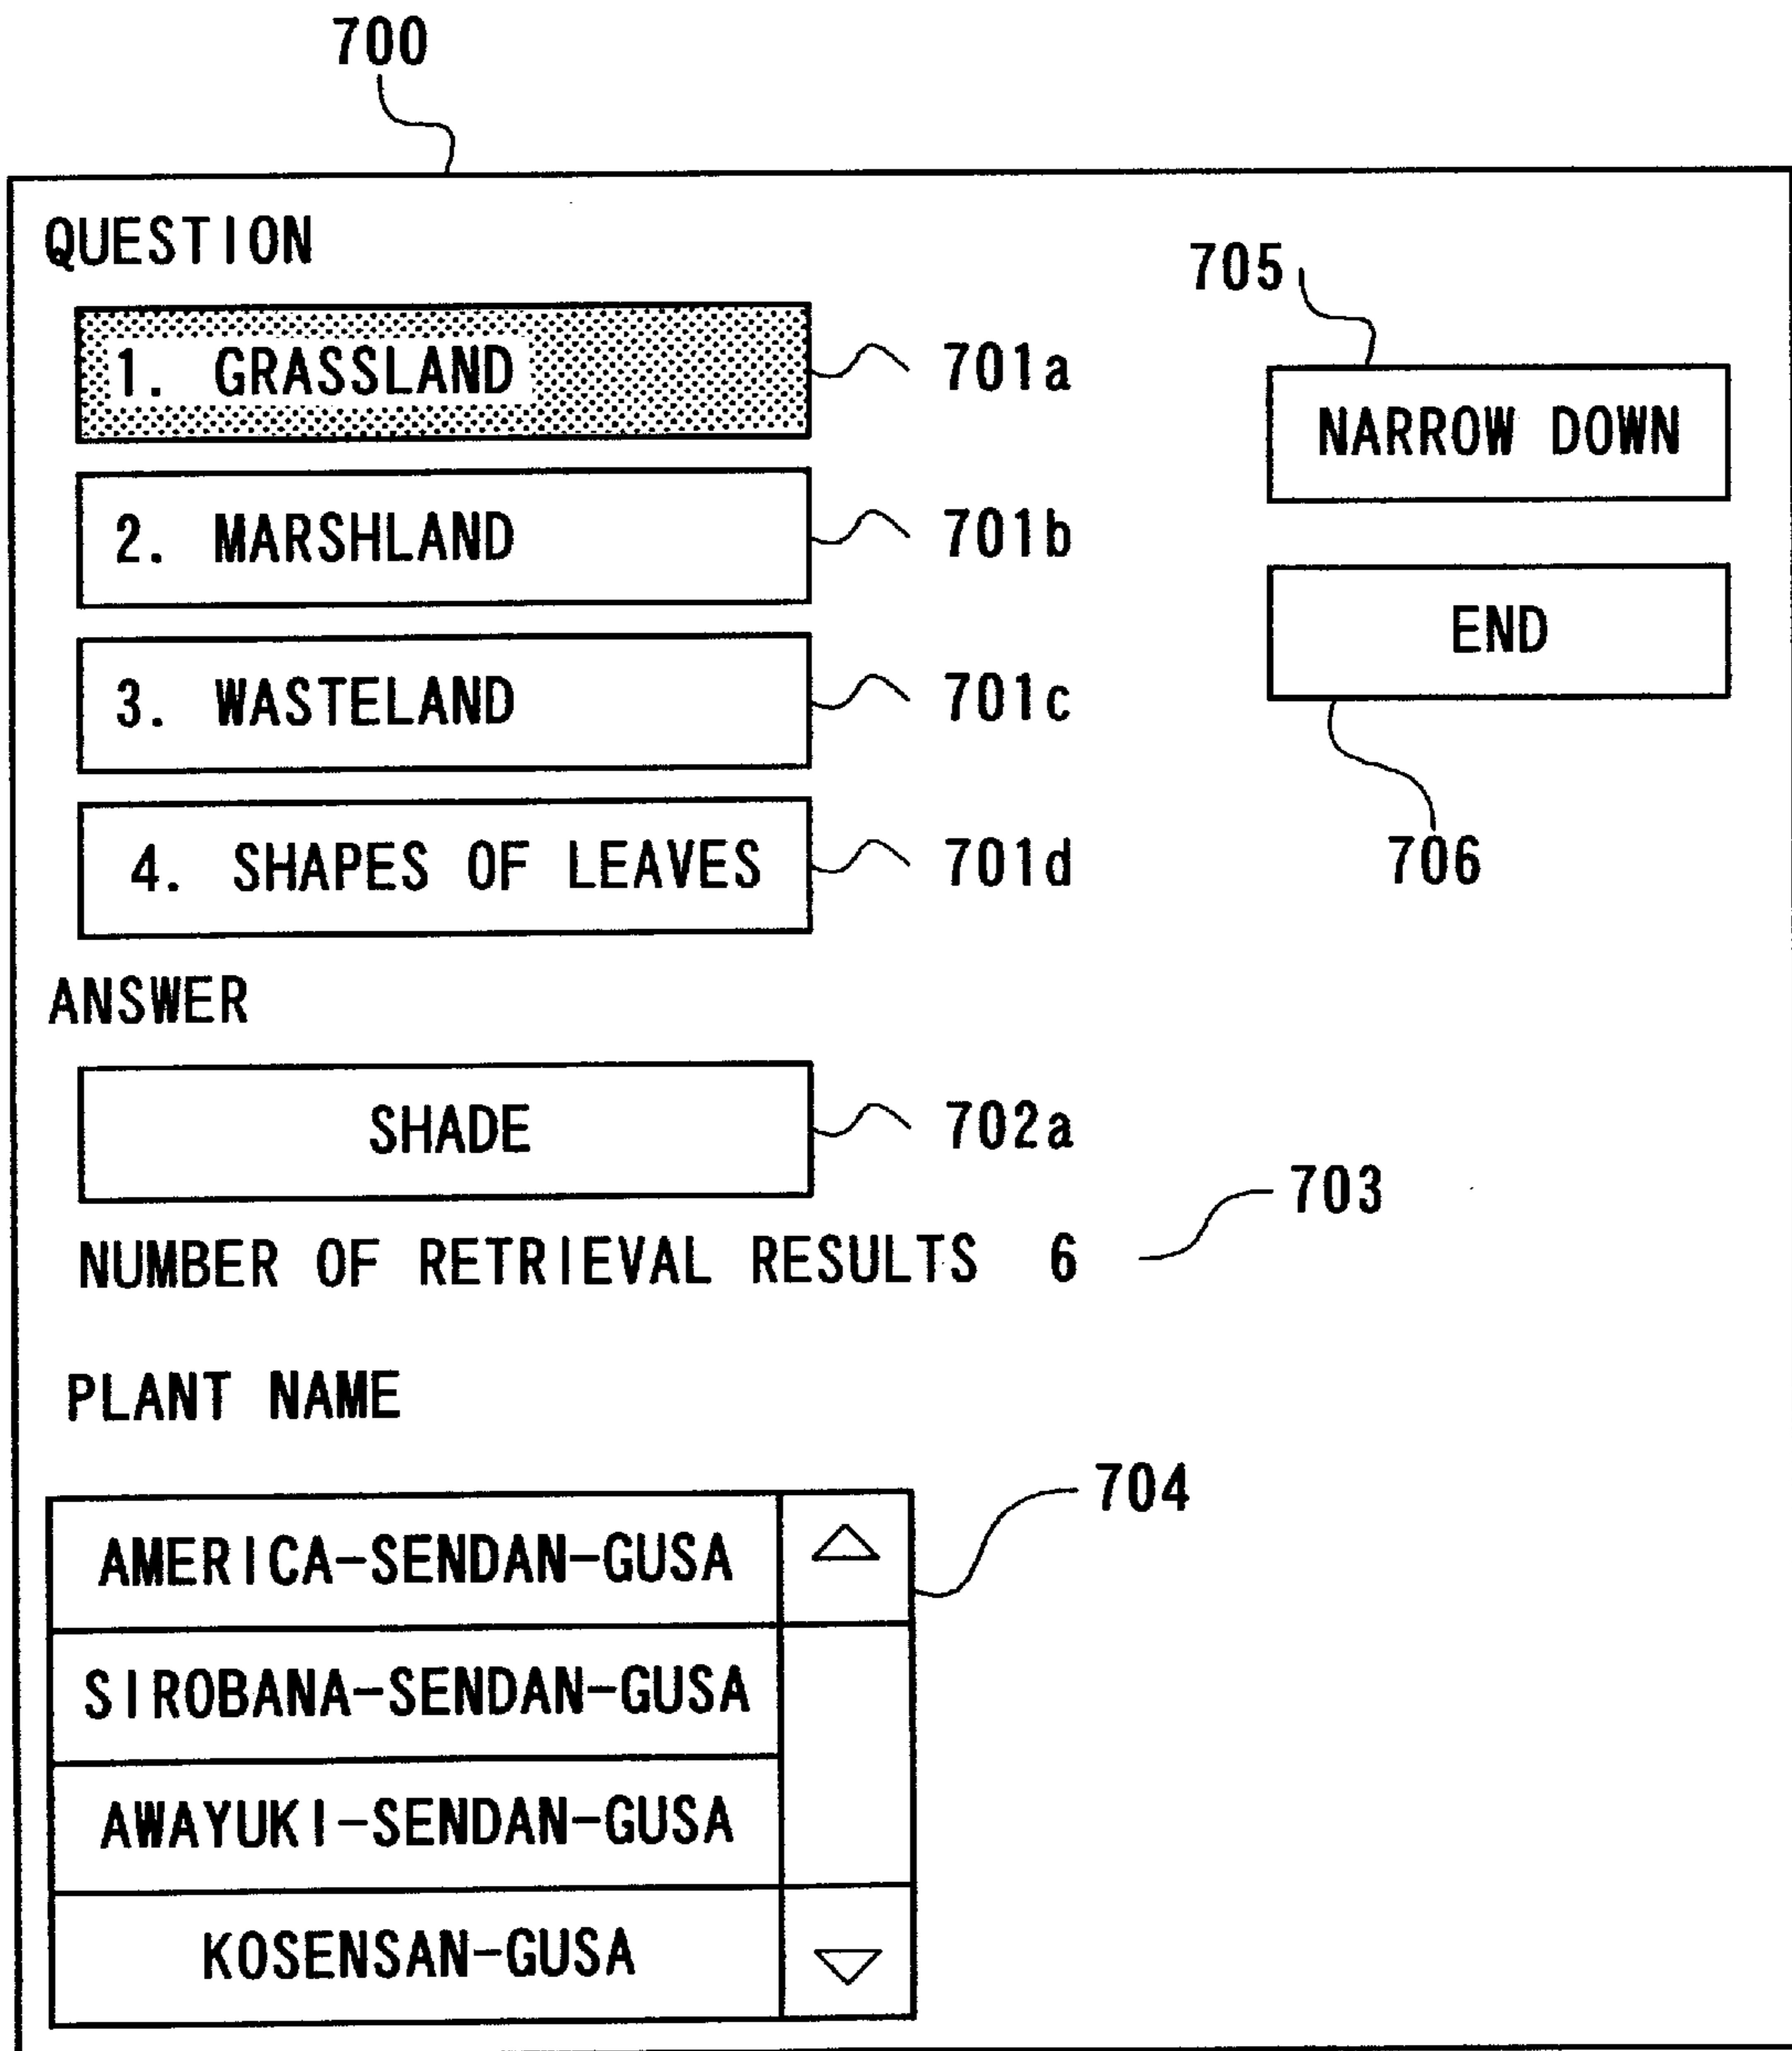 700
QUESTION
705
1. GRASSLAND 701a
NARROW DOWN
2. MARSHLAND 701b
END
3. WASTELAND 701c
4. SHAPES OF LEAVES 701d
706
ANSWER
SHADE 702a
703
NUMBER OF RETRIEVAL RESULTS 6
PLANT NAME
704
AMERICA-SENDAN-GUSA
SIROBANA-SENDAN-GUSA
AWAYUKI-SENDAN-GUSA
KOSENSAN-GUSA